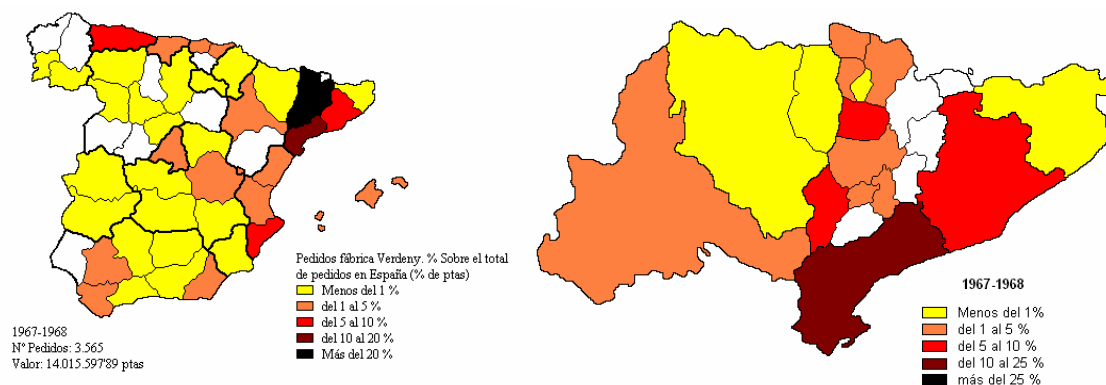 Pedidos fábrica Verdeny. % Sobre el total
de pedidos en España (% de ptas)
Menos del 1 %
del 1 al 5 %
del 5 al 10 %
del 10 al 20 %
Más del 20 %
1967-1968
Nº Pedidos: 3.565
Valor: 14.015.597'89 ptas
1967-1968
Menos del 1%
del 1 al 5 %
del 5 al 10 %
del 10 al 25 %
más del 25 %